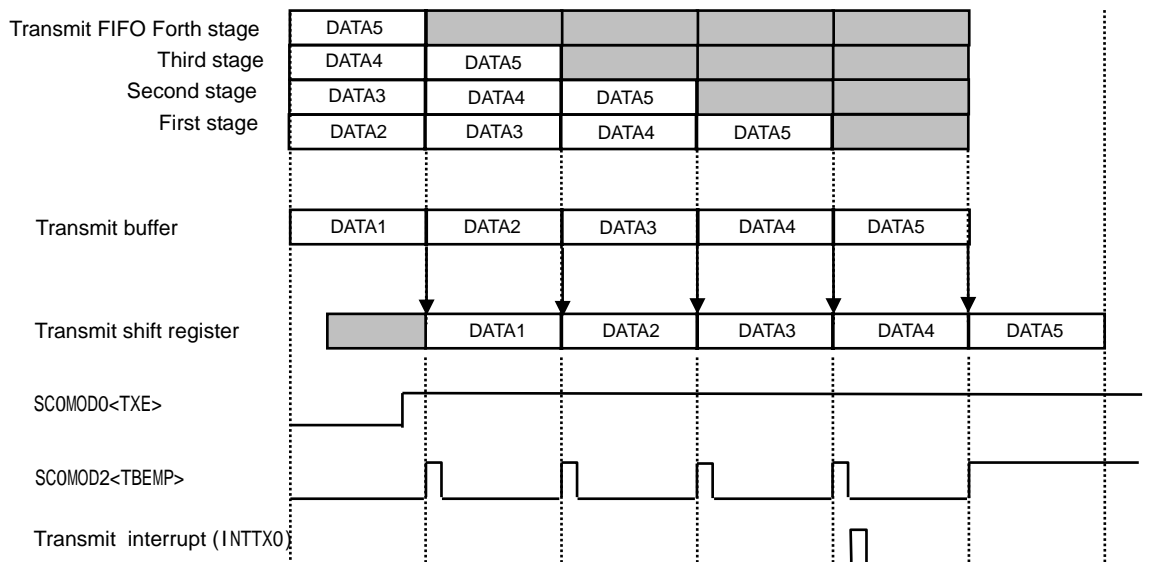 Transmit FIFO Forth stage DATA5
Third stage DATA4 DATA5
Second stage DATA3 DATA4 DATA5
First stage DATA2 DATA3 DATA4 DATA5
Transmit buffer DATA1 DATA2 DATA3 DATA4 DATA5
Transmit shift register DATA1 DATA2 DATA3 DATA4 DATA5
SC0MOD0<TXE>
SC0MOD2<TBEMP>
Transmit interrupt (INTTX0)